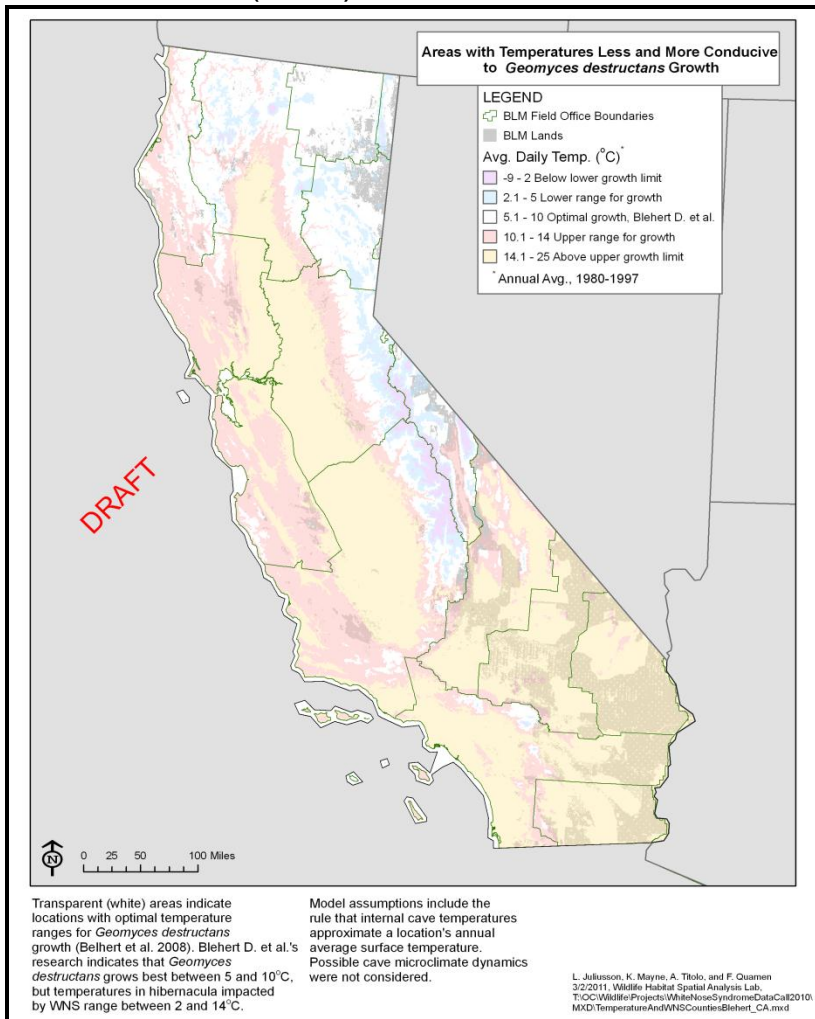 Areas with Temperatures Less and More Conducive
to Geomyces destructans Growth
LEGEND
BLM Field Office Boundaries
BLM Lands
Avg. Daily Temp. (°C)*
-9 - 2 Below lower growth limit
2.1 - 5 Lower range for growth
5.1 - 10 Optimal growth, Blehert D. et al.
10.1 - 14 Upper range for growth
14.1 - 25 Above upper growth limit
* Annual Avg., 1980-1997
DRAFT
N
0 25 50 100 Miles
Transparent (white) areas indicate
locations with optimal temperature
ranges for Geomyces destructans
growth (Belhert et al. 2008). Blehert D. et al.'s
research indicates that Geomyces
destructans grows best between 5 and 10°C,
but temperatures in hibernacula impacted
by WNS range between 2 and 14°C.
Model assumptions include the
rule that internal cave temperatures
approximate a location's annual
average surface temperature.
Possible cave microclimate dynamics
were not considered.
L. Juliusson, K. Mayne, A. Titolo, and F. Quamen
3/2/2011, Wildlife Habitat Spatial Analysis Lab,
T:\OC\Wildlife\Projects\WhiteNoseSyndromeDataCall2010\
MXD\TemperatureAndWNSCountiesBlehert_CA.mxd